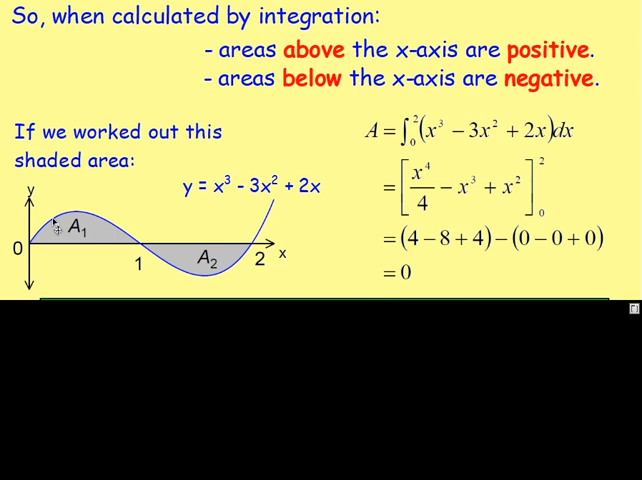 So, when calculated by integration:
- areas above the x-axis are positive.
- areas below the x-axis are negative.
If we worked out this
shaded area:
y = x³ - 3x² + 2x
y
A₁
0
1
A₂
2
x
A = ∫₀²(x³ − 3x² + 2x)dx
= [x⁴/4 − x³ + x²]₀²
= (4 − 8 + 4) − (0 − 0 + 0)
= 0